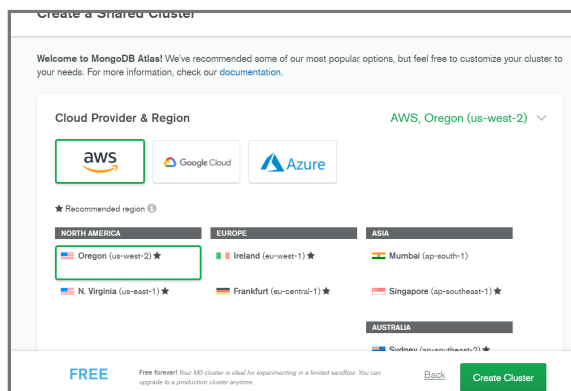 Create a Shared Cluster
Welcome to MongoDB Atlas! We've recommended some of our most popular options, but feel free to customize your cluster to
your needs. For more information, check our documentation.
Cloud Provider & Region
AWS, Oregon (us-west-2)
aws
Google Cloud
Azure
★ Recommended region
NORTH AMERICA
Oregon (us-west-2) ★
N. Virginia (us-east-1) ★
EUROPE
Ireland (eu-west-1) ★
Frankfurt (eu-central-1) ★
ASIA
Mumbai (ap-south-1)
Singapore (ap-southeast-1) ★
AUSTRALIA
Sydney (ap-southeast-2) ★
FREE
Free forever! Your M0 cluster is ideal for experimenting in a limited sandbox. You can
upgrade to a production cluster anytime.
Back
Create Cluster